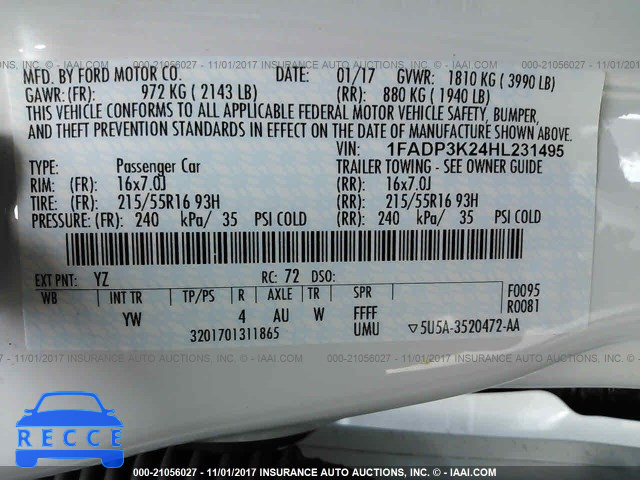 000-21056027 - 11/01/2017 INSURANCE AUTO AUCTIONS, CORP. - © IAAI.COM
MFD. BY FORD MOTOR CO. DATE: 01/17 GVWR: 1810 KG ( 3990 LB)
GAWR: (FR): 972 KG ( 2143 LB) (RR): 880 KG ( 1940 LB)
THIS VEHICLE CONFORMS TO ALL APPLICABLE FEDERAL MOTOR VEHICLE SAFETY, BUMPER,
AND THEFT PREVENTION STANDARDS IN EFFECT ON THE DATE OF MANUFACTURE SHOWN ABOVE.
VIN: 1FADP3K24HL231495
TYPE: Passenger Car TRAILER TOWING - SEE OWNER GUIDE
RIM: (FR): 16x7.0J (RR): 16x7.0J
TIRE: (FR): 215/55R16 93H (RR): 215/55R16 93H
PRESSURE: (FR): 240 kPa/ 35 PSI COLD (RR): 240 kPa/ 35 PSI COLD
EXT PNT: YZ RC: 72 DSO: F0095
WB INT TR TP/PS R AXLE TR SPR R0081
YW 4 AU W FFFF
3201701311865 UMU ▽5U5A-3520472-AA
000-21056027 - 11/01/2017 INSURANCE AUTO AUCTIONS, CORP. - © IAAI.COM
RECCE
000-21056027 - 11/01/2017 INSURANCE AUTO AUCTIONS, CORP. - © IAAI.COM